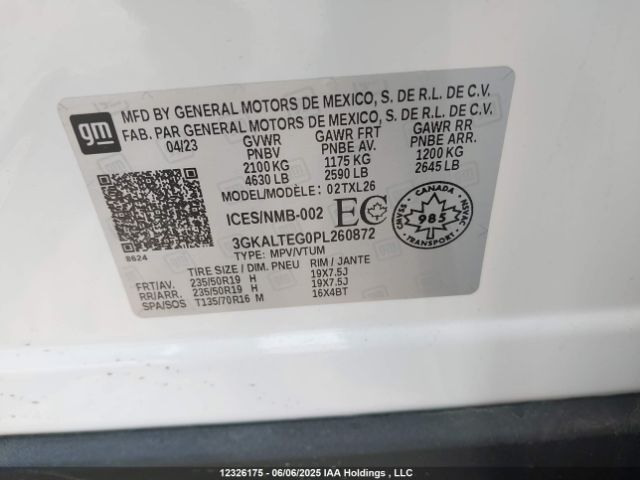 gm
MFD BY GENERAL MOTORS DE MEXICO, S. DE R.L. DE C.V.
FAB. PAR GENERAL MOTORS DE MEXICO, S. DE R.L. DE C.V.
04/23 GVWR GAWR FRT GAWR RR
PNBV PNBE AV. PNBE ARR.
2100 KG 1175 KG 1200 KG
4630 LB 2590 LB 2645 LB
MODEL/MODÈLE: 02TXL26
ICES/NMB-002 EC
CANADA
CMVSS 985 NSVAC
3GKALTEG0PL260872
8624
TYPE: MPV/VTUM
TIRE SIZE / DIM. PNEU RIM / JANTE
FRT/AV. 235/50R19 H 19X7.5J
RR/ARR. 235/50R19 H 19X7.5J
SPA/SOS T135/70R16 M 16X4BT
12326175 - 06/06/2025 IAA Holdings , LLC